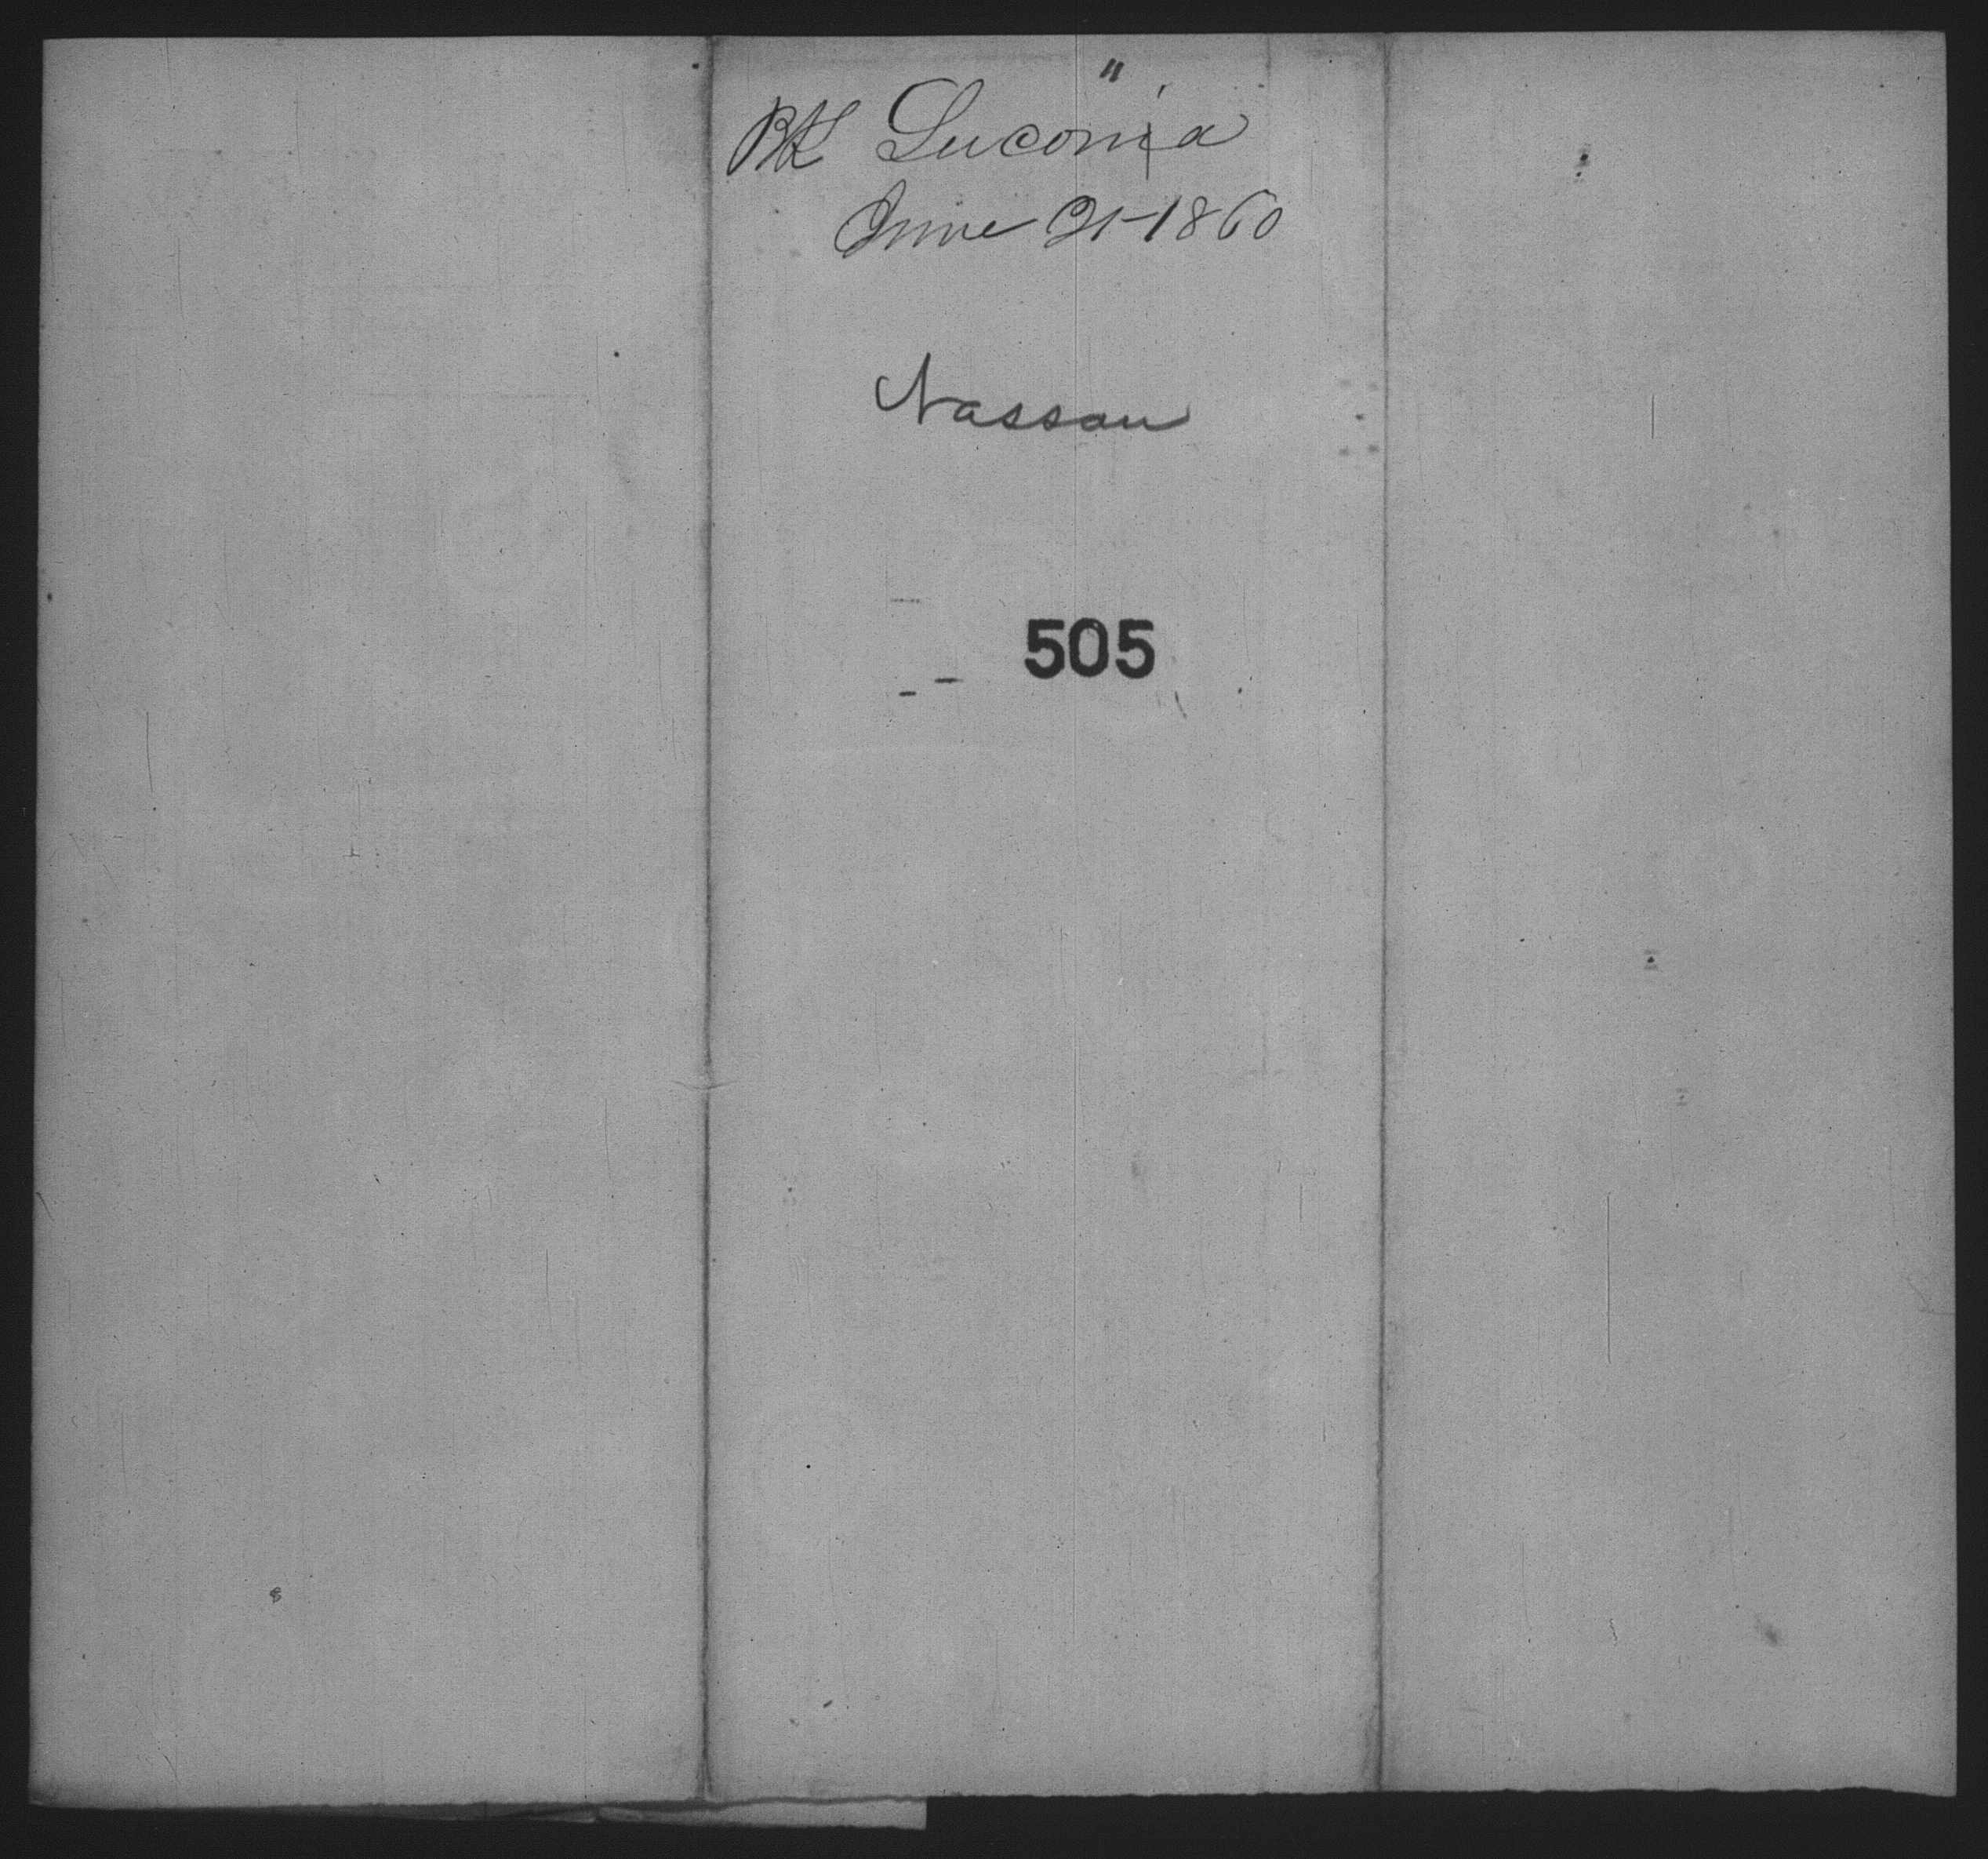 "
Bk Luconia
June 21-1860
Nassau
505